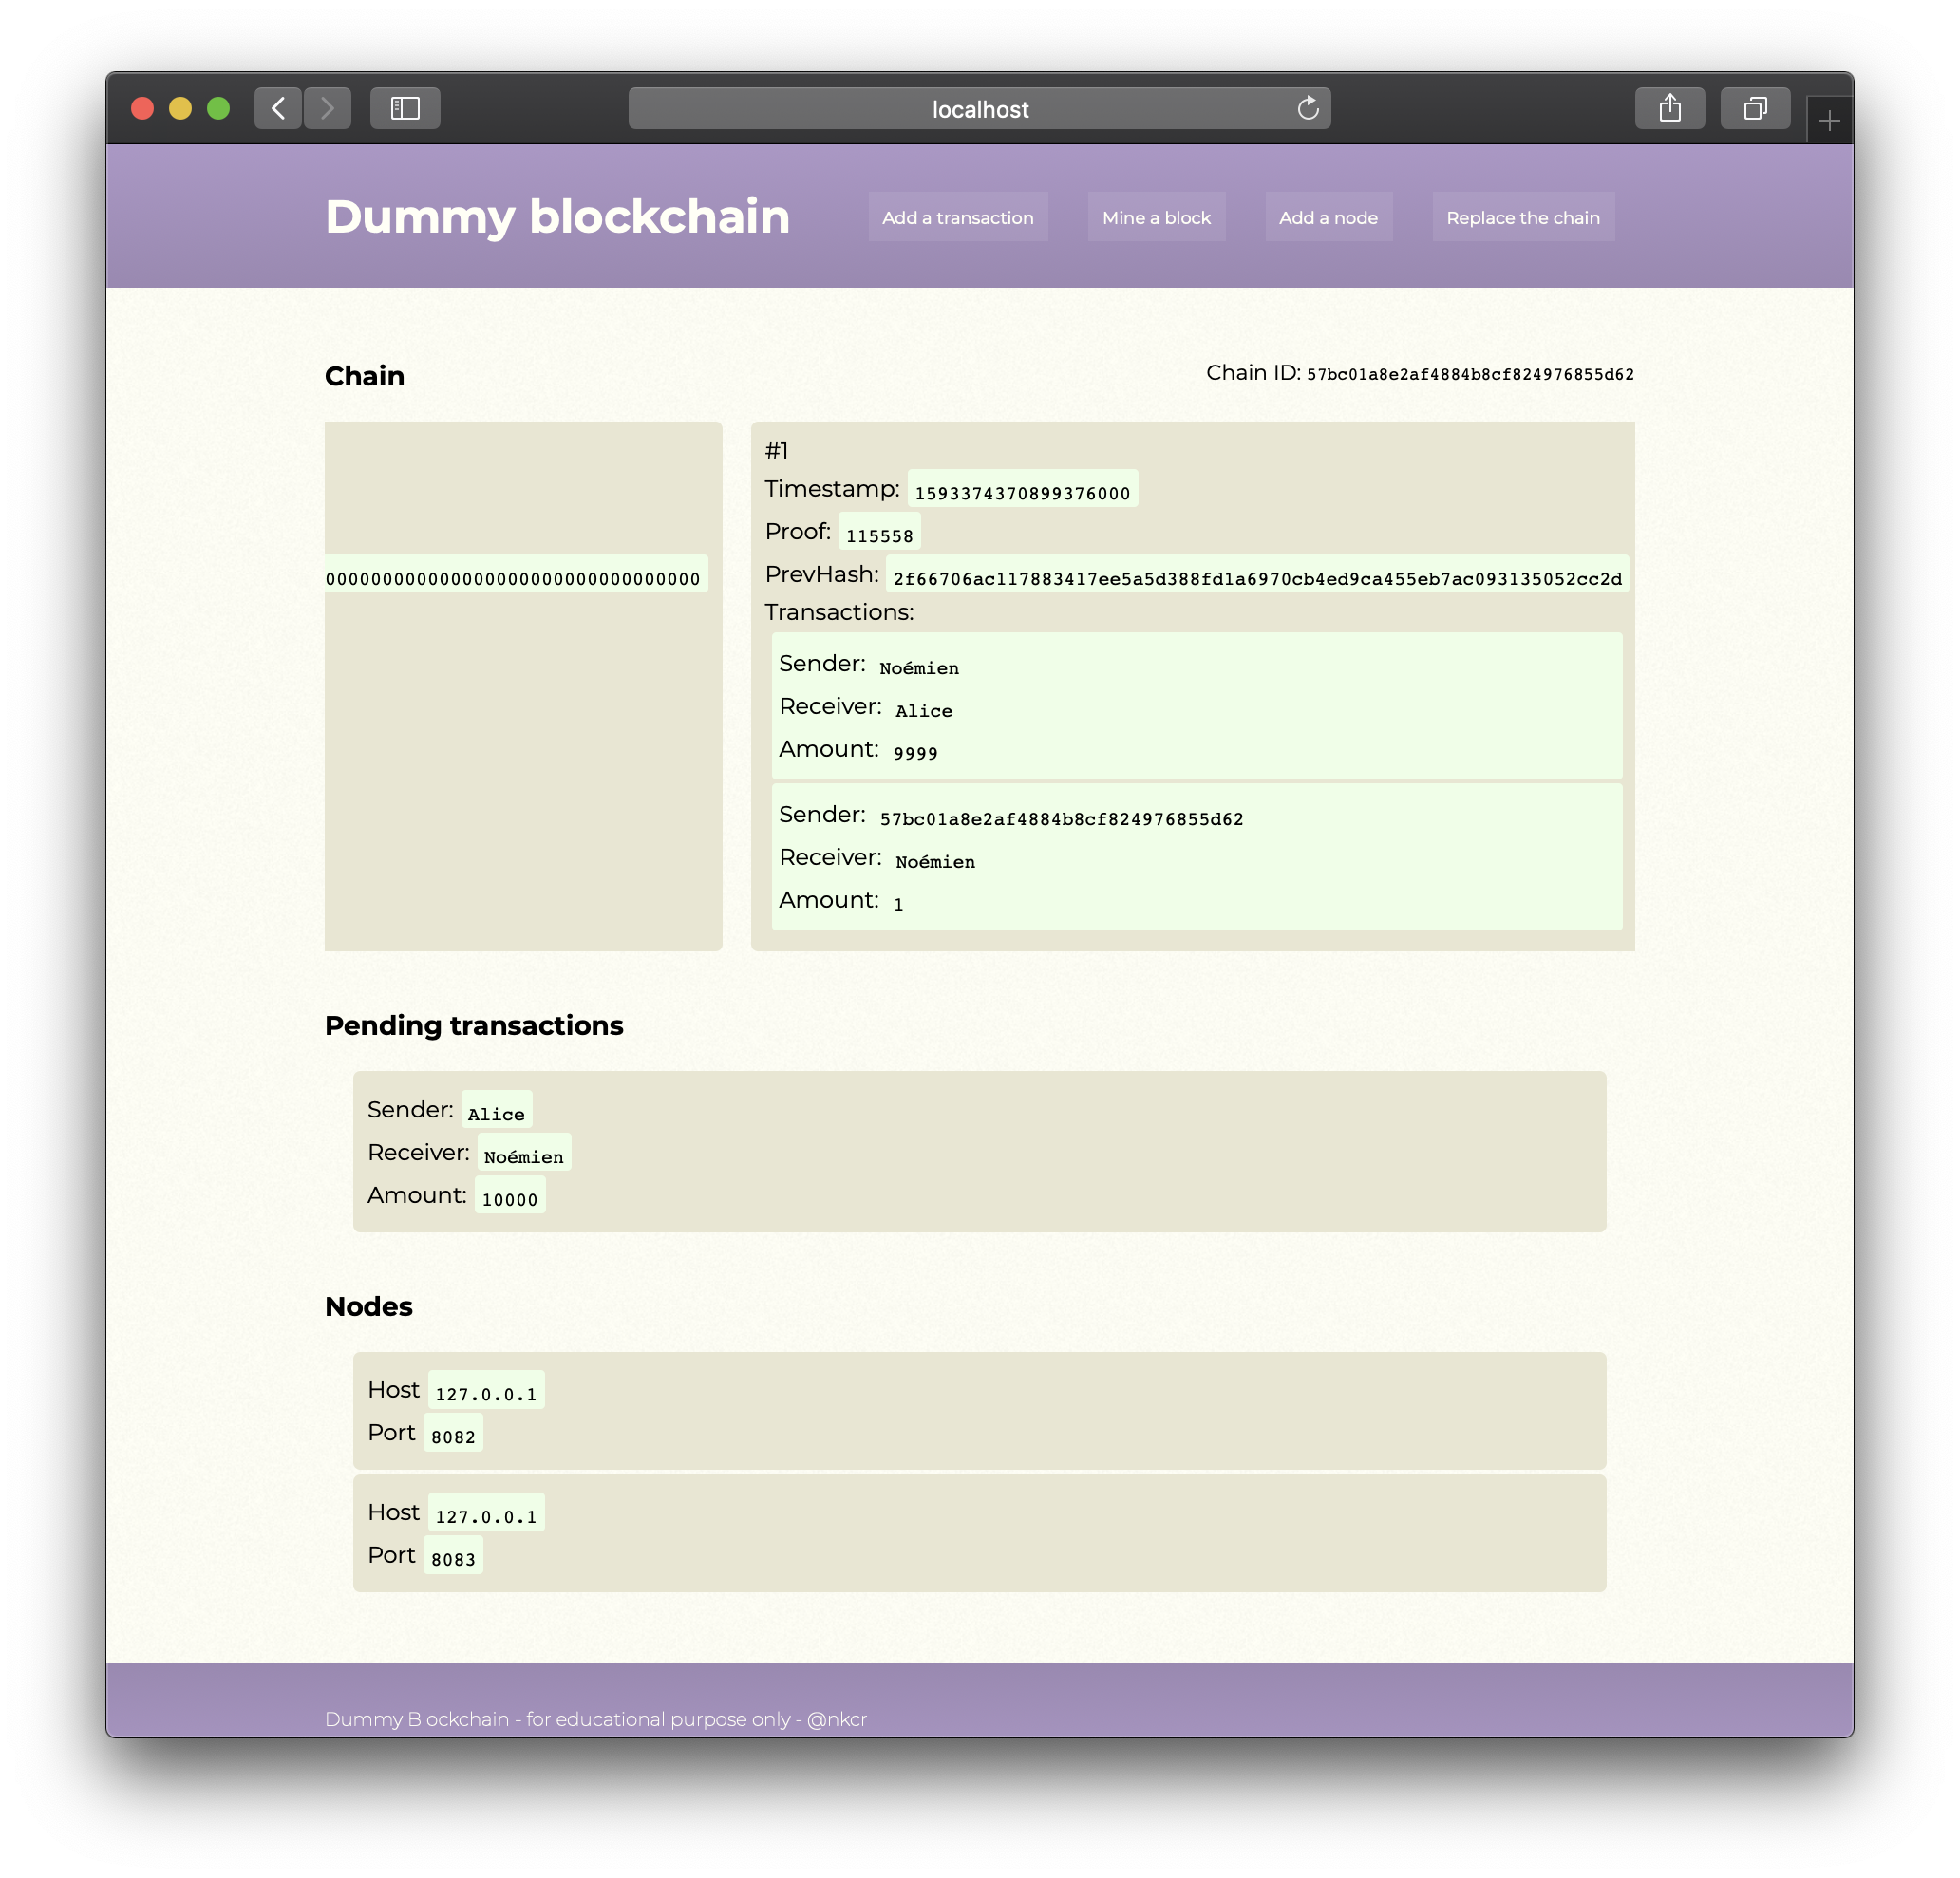 localhost
Dummy blockchain
Add a transaction
Mine a block
Add a node
Replace the chain
Chain
Chain ID: 57bc01a8e2af4884b8cf824976855d62
000000000000000000000000000000000
#1
Timestamp: 1593374370899376000
Proof: 115558
PrevHash: 2f66706ac117883417ee5a5d388fd1a6970cb4ed9ca455eb7ac093135052cc2d
Transactions:
Sender: Noémien
Receiver: Alice
Amount: 9999
Sender: 57bc01a8e2af4884b8cf824976855d62
Receiver: Noémien
Amount: 1
Pending transactions
Sender: Alice
Receiver: Noémien
Amount: 10000
Nodes
Host 127.0.0.1
Port 8082
Host 127.0.0.1
Port 8083
Dummy Blockchain - for educational purpose only - @nkcr